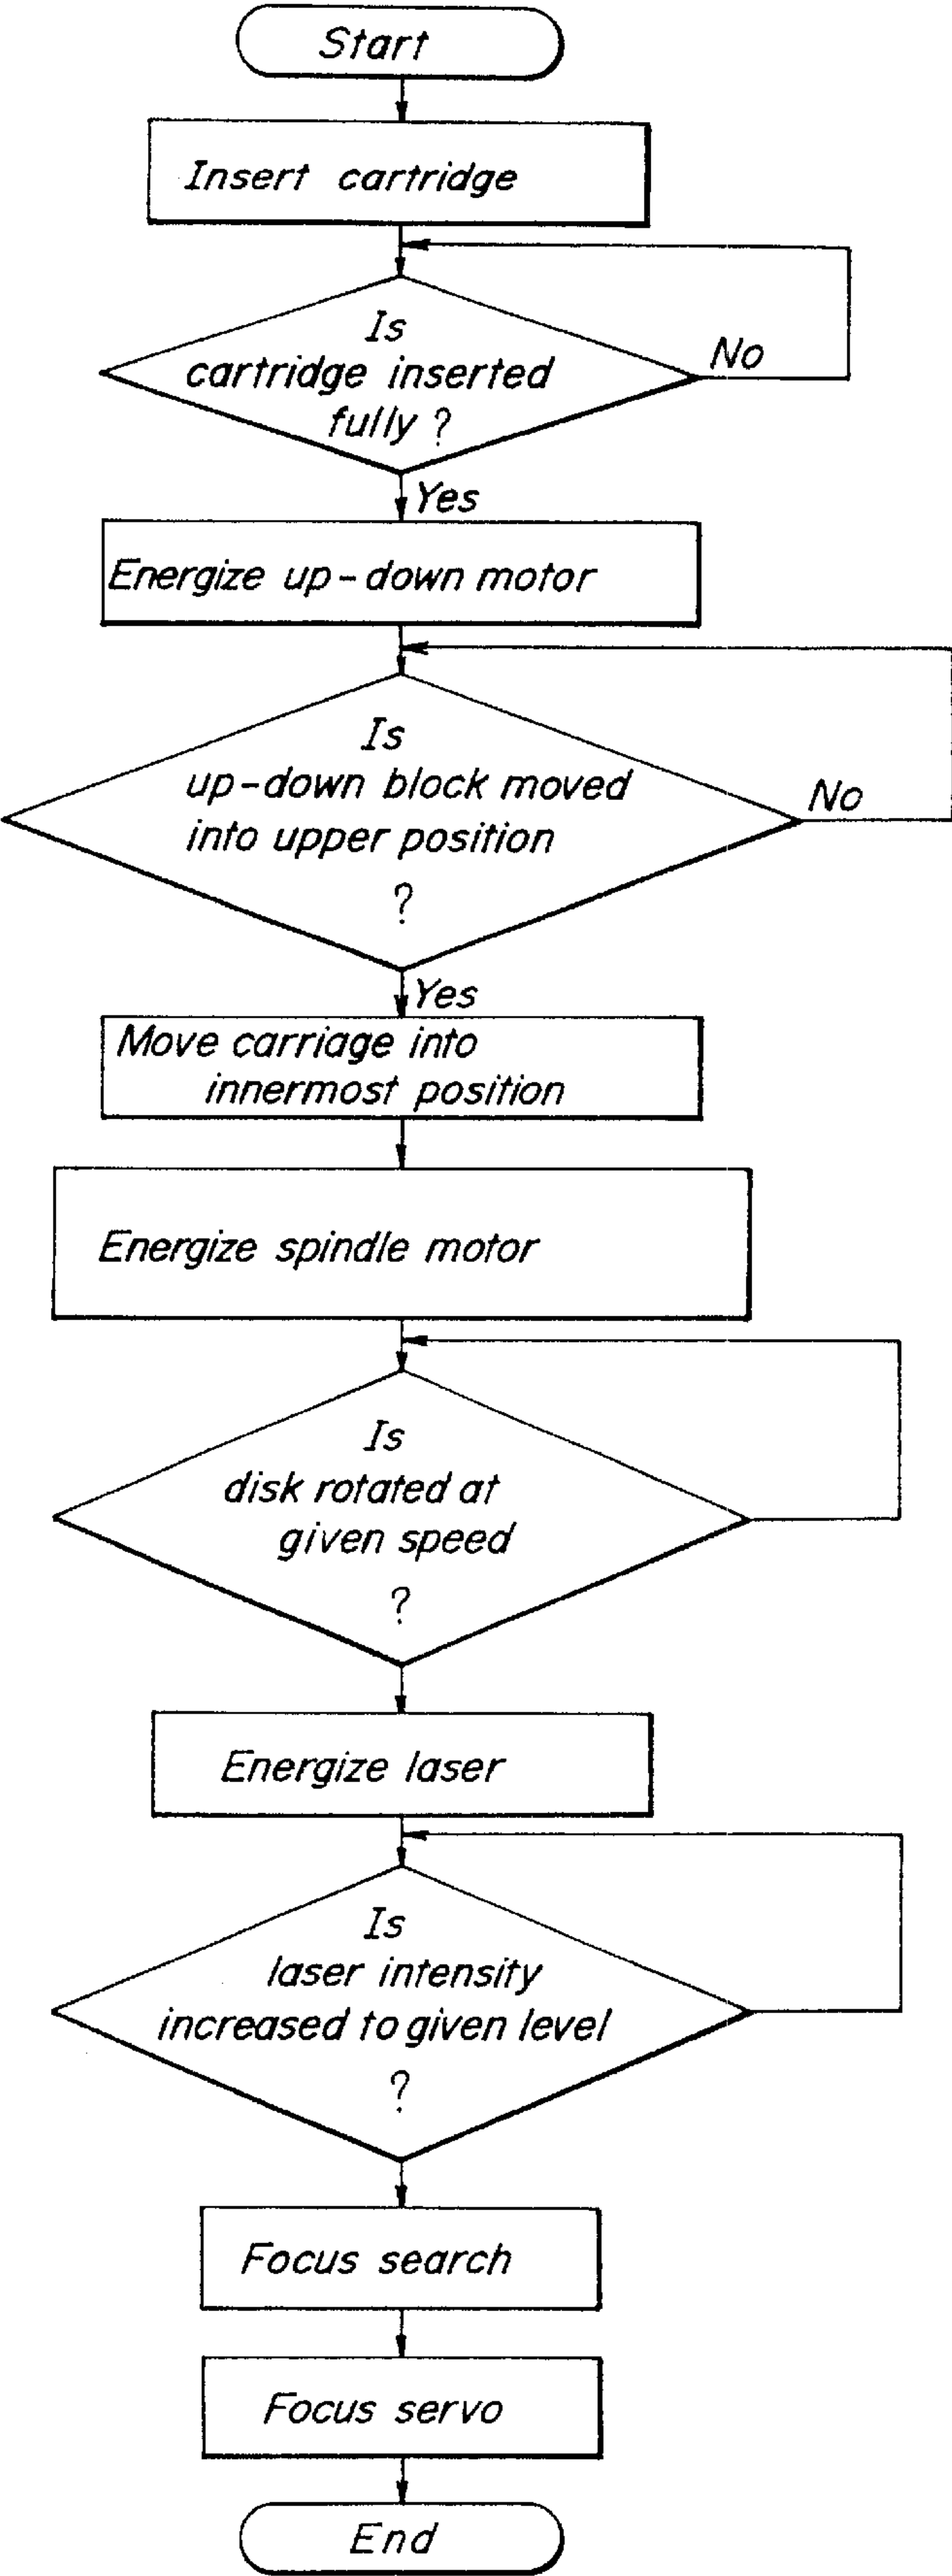 Start
Insert cartridge
Is
cartridge inserted
fully ?
No
Yes
Energize up-down motor
Is
up-down block moved
into upper position
?
No
Yes
Move carriage into
innermost position
Energize spindle motor
Is
disk rotated at
given speed
?
Energize laser
Is
laser intensity
increased to given level
?
Focus search
Focus servo
End